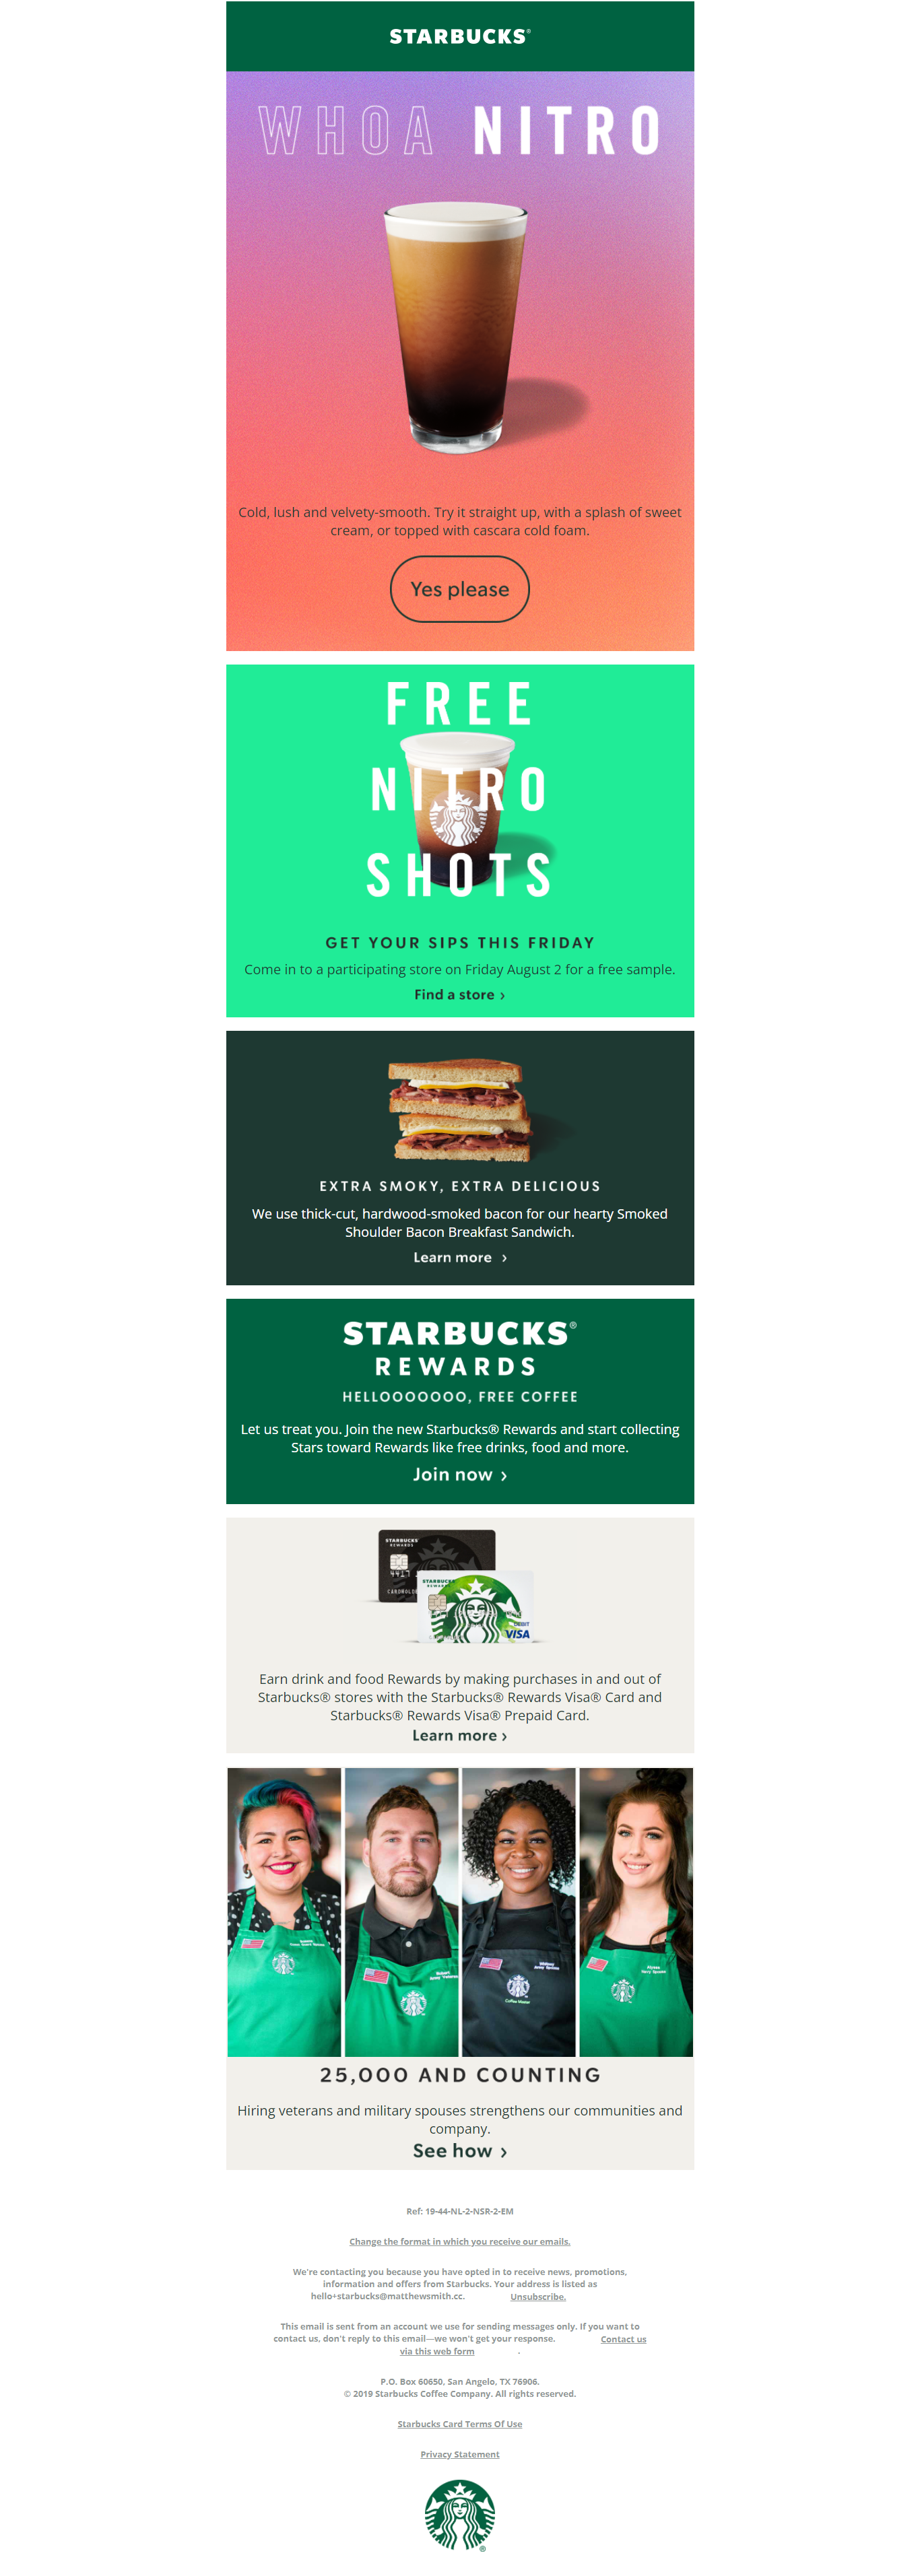 STARBUCKS®
WHOA NITRO
Cold, lush and velvety-smooth. Try it straight up, with a splash of sweet
cream, or topped with cascara cold foam.
Yes please
FREE
NITRO
SHOTS
GET YOUR SIPS THIS FRIDAY
Come in to a participating store on Friday August 2 for a free sample.
Find a store ›
EXTRA SMOKY, EXTRA DELICIOUS
We use thick-cut, hardwood-smoked bacon for our hearty Smoked
Shoulder Bacon Breakfast Sandwich.
Learn more ›
STARBUCKS®
REWARDS
HELLOOOOOOO, FREE COFFEE
Let us treat you. Join the new Starbucks® Rewards and start collecting
Stars toward Rewards like free drinks, food and more.
Join now ›
STARBUCKS
REWARDS
4417
CARDHOLD
STARBUCKS
REWARDS
DEBIT
VISA
Earn drink and food Rewards by making purchases in and out of
Starbucks® stores with the Starbucks® Rewards Visa® Card and
Starbucks® Rewards Visa® Prepaid Card.
Learn more ›
Coffee Master
25,000 AND COUNTING
Hiring veterans and military spouses strengthens our communities and
company.
See how ›
Ref: 19-44-NL-2-NSR-2-EM
Change the format in which you receive our emails.
We're contacting you because you have opted in to receive news, promotions,
information and offers from Starbucks. Your address is listed as
hello+starbucks@matthewsmith.cc. Unsubscribe.
This email is sent from an account we use for sending messages only. If you want to
contact us, don't reply to this email—we won't get your response. Contact us
via this web form .
P.O. Box 60650, San Angelo, TX 76906.
© 2019 Starbucks Coffee Company. All rights reserved.
Starbucks Card Terms Of Use
Privacy Statement
®